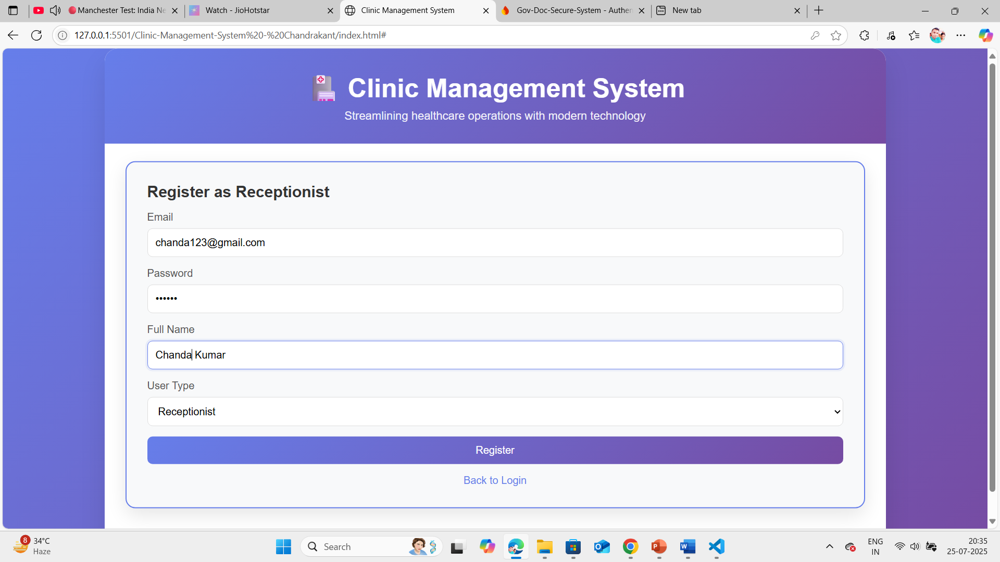 Manchester Test: India Ne
Watch - JioHotstar
Clinic Management System
Gov-Doc-Secure-System - Authen
New tab
127.0.0.1:5501/Clinic-Management-System%20-%20Chandrakant/index.html#
Clinic Management System
Streamlining healthcare operations with modern technology
Register as Receptionist
Email
chanda123@gmail.com
Password
••••••
Full Name
Chanda Kumar
User Type
Receptionist
Register
Back to Login
8
34°C
Haze
Search
ENG
IN
20:35
25-07-2025